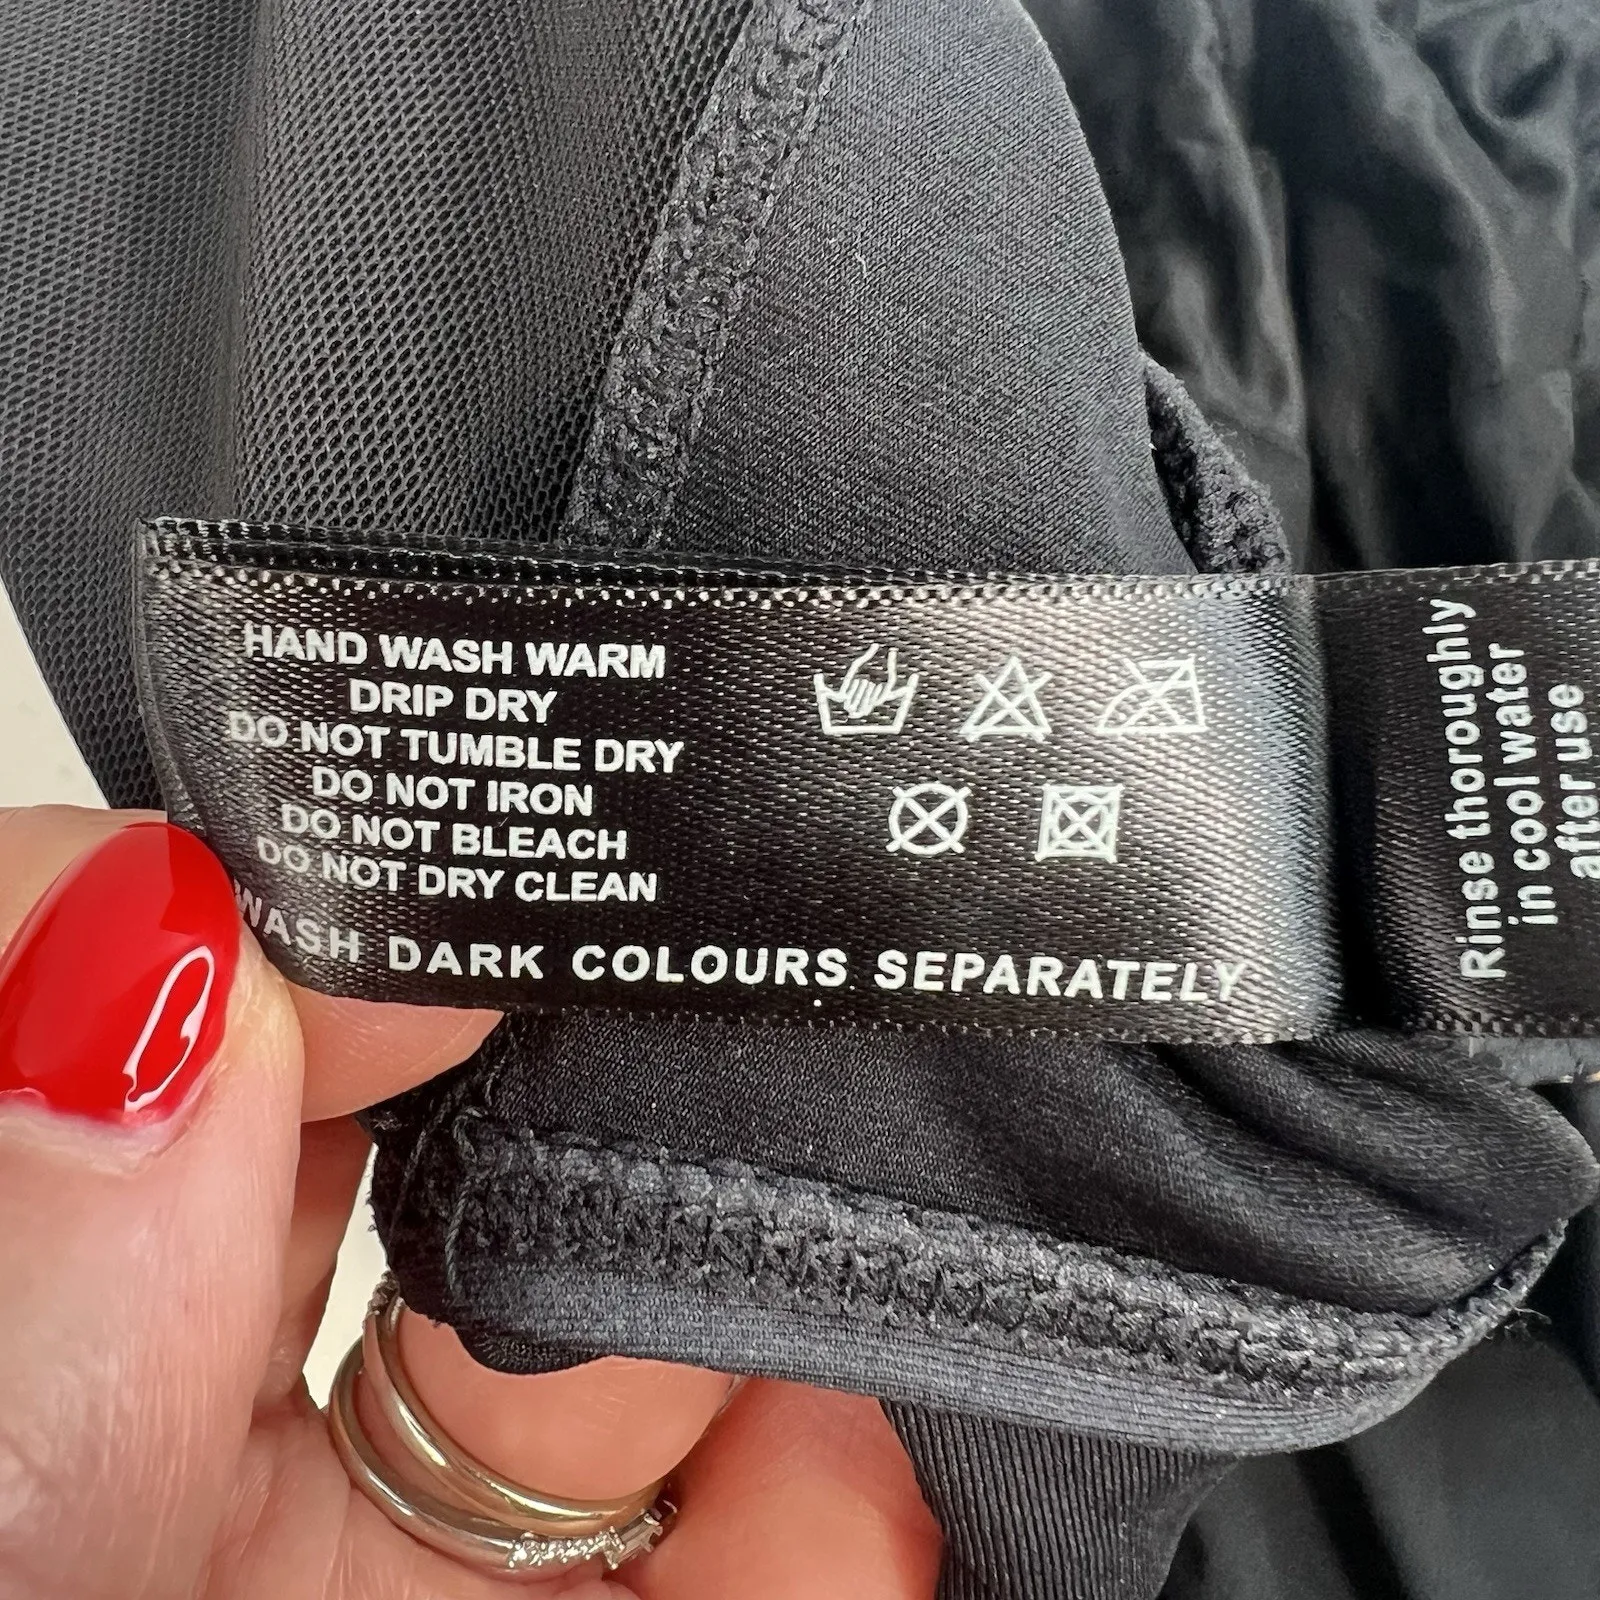 HAND WASH WARM
DRIP DRY
DO NOT TUMBLE DRY
DO NOT IRON
DO NOT BLEACH
DO NOT DRY CLEAN
WASH DARK COLOURS SEPARATELY
Rinse thoroughly
in cool water
after use